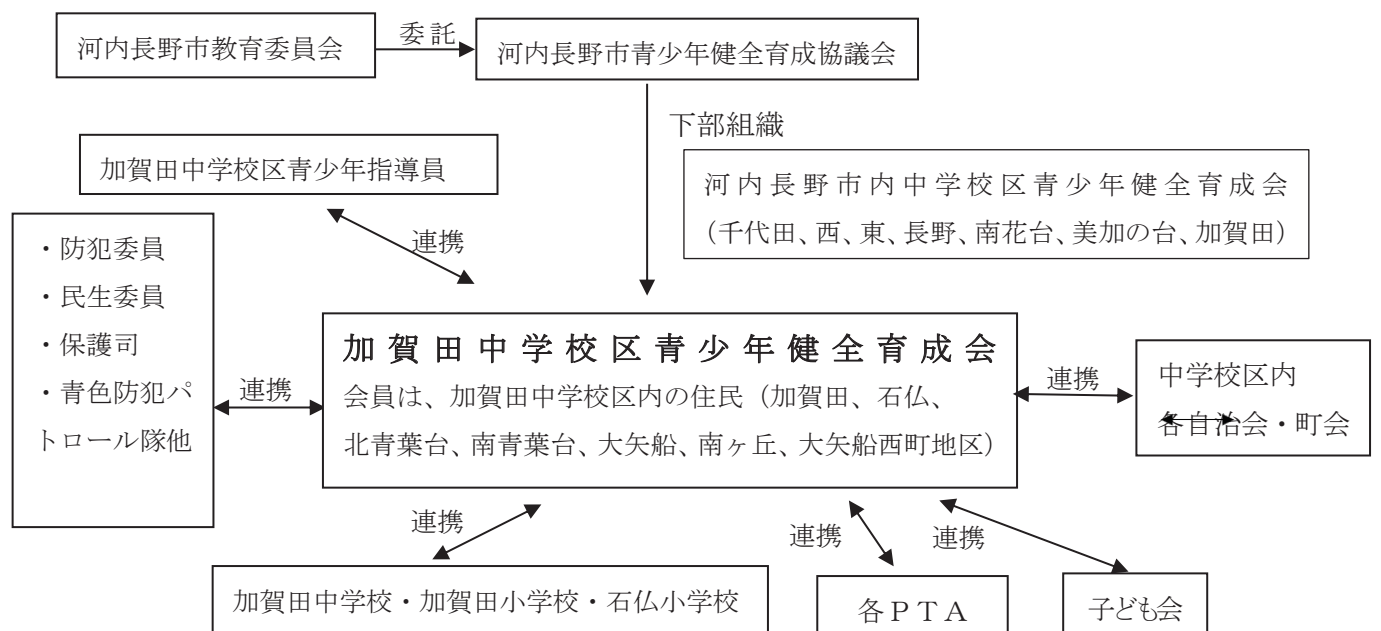 河内長野市教育委員会
委託
河内長野市青少年健全育成協議会
下部組織
加賀田中学校区青少年指導員
河内長野市内中学校区青少年健全育成会
（千代田、西、東、長野、南花台、美加の台、加賀田）
連携
・防犯委員
・民生委員
・保護司
・青色防犯パ
トロール隊他
連携
加賀田中学校区青少年健全育成会
会員は、加賀田中学校区内の住民（加賀田、石仏、
北青葉台、南青葉台、大矢船、南ヶ丘、大矢船西町地区）
連携
中学校区内
各自治会・町会
連携
連携
連携
加賀田中学校・加賀田小学校・石仏小学校
各ＰＴＡ
子ども会